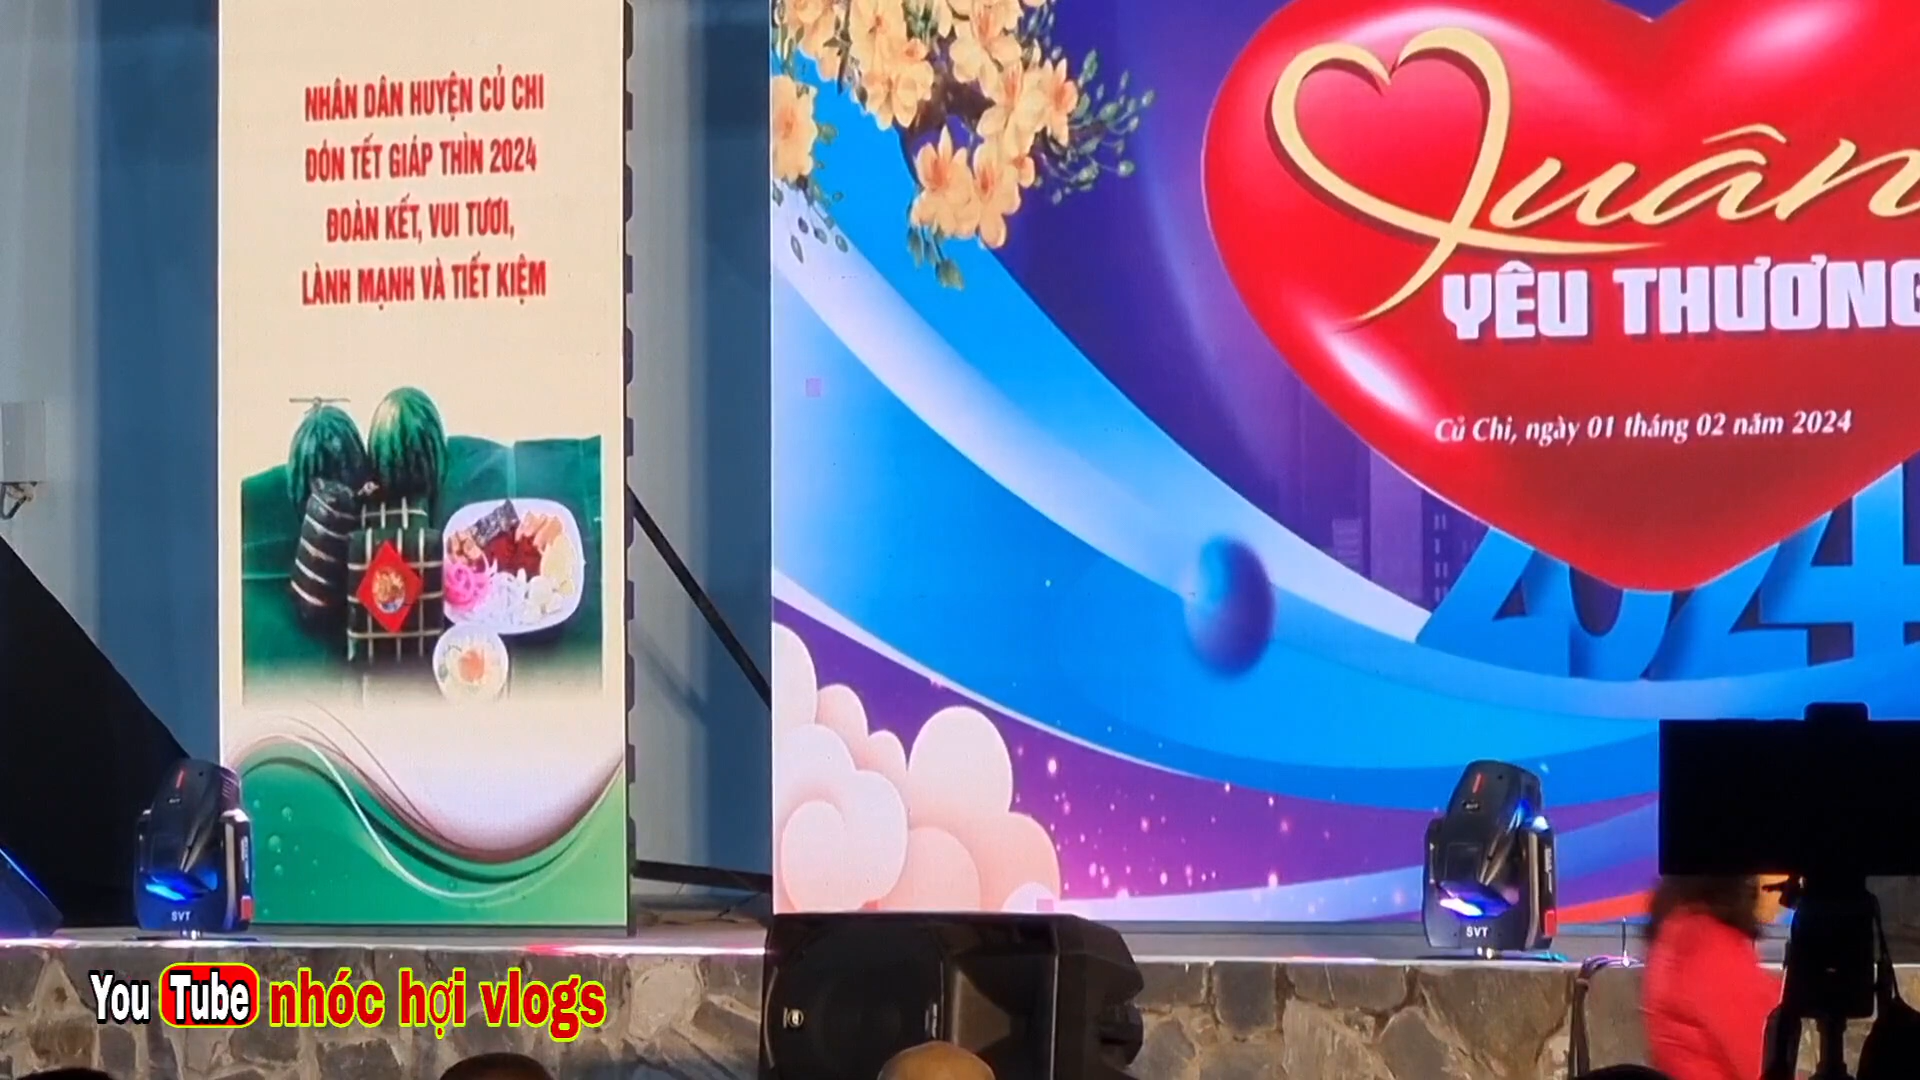 NHÂN DÂN HUYỆN CỦ CHI
ĐÓN TẾT GIÁP THÌN 2024
ĐOÀN KẾT, VUI TƯƠI,
LÀNH MẠNH VÀ TIẾT KIỆM
Xuân
YÊU THƯƠNG
Củ Chi, ngày 01 tháng 02 năm 2024
2024
SVT
SVT
YouTube nhóc hợi vlogs